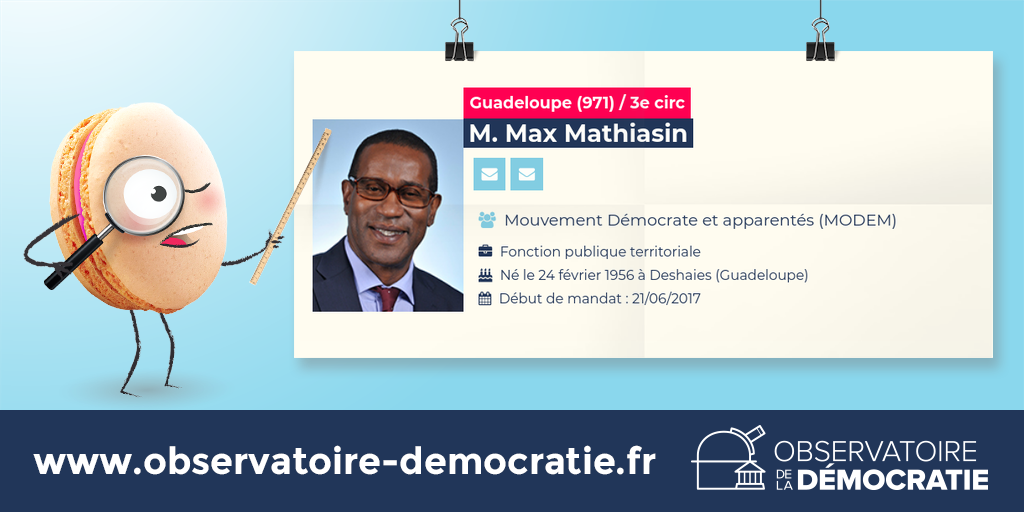 Guadeloupe (971) / 3e circ
M. Max Mathiasin
Mouvement Démocrate et apparentés (MODEM)
Fonction publique territoriale
Né le 24 février 1956 à Deshaies (Guadeloupe)
Début de mandat : 21/06/2017
www.observatoire-democratie.fr
OBSERVATOIRE
DE LA DÉMOCRATIE